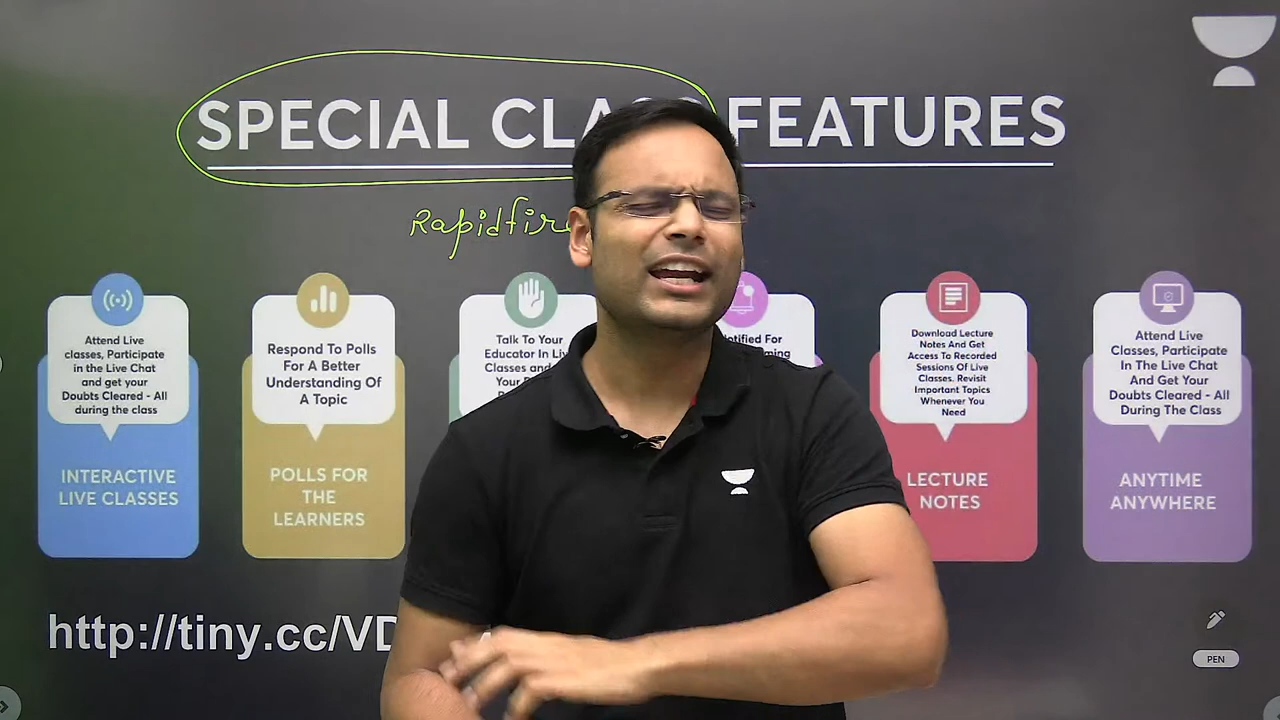 SPECIAL FEATURES
Attend Live
classes, Participate
in the Live Chat
and get your
Doubts Cleared - All
during the class
INTERACTIVE
LIVE CLASSES
Respond To Polls
For A Better
Understanding Of
A Topic
POLLS FOR
THE
LEARNERS
Talk To Your
Educator In
Classes and
Your
For
Download Lecture
Notes And Get
Access To Recorded
Sessions Of Live
Classes. Revisit
Important Topics
Whenever You
Need
LECTURE
NOTES
Attend Live
Classes, Participate
In The Live Chat
And Get Your
Doubts Cleared - All
During The Class
ANYTIME
ANYWHERE
http://tiny.cc/VD
PEN